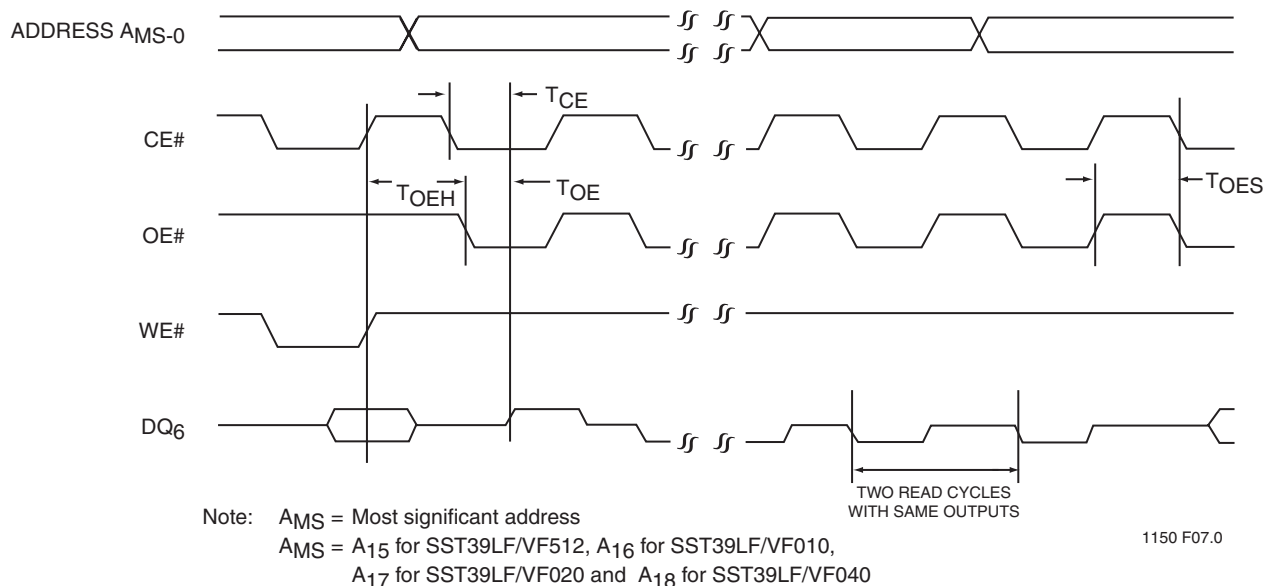 ADDRESS AMS-0
TCE
CE#
TOEH
TOE
TOES
OE#
WE#
DQ6
TWO READ CYCLES
WITH SAME OUTPUTS
Note: AMS = Most significant address
AMS = A15 for SST39LF/VF512, A16 for SST39LF/VF010,
A17 for SST39LF/VF020 and A18 for SST39LF/VF040
1150 F07.0